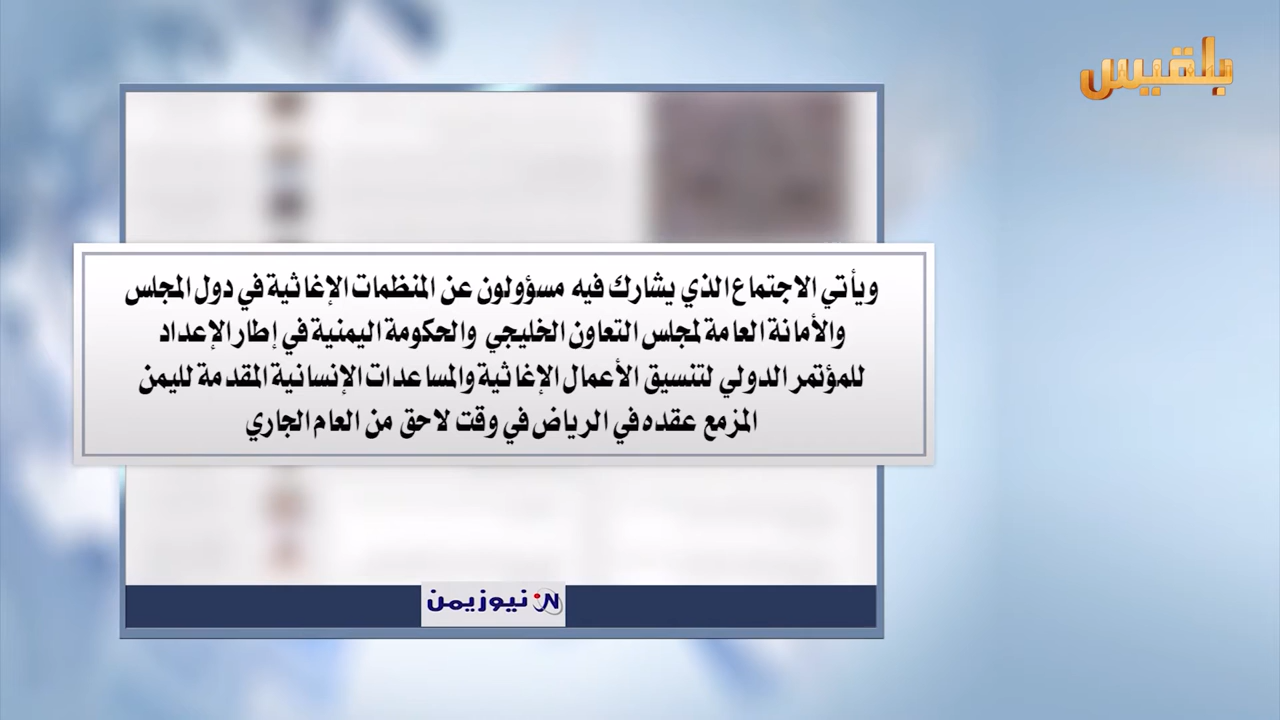 بلقيس
ويأتي الاجتماع الذي يشارك فيه مسؤولون عن المنظمات الإغاثية في دول المجلس
والأمانة العامة لمجلس التعاون الخليجي والحكومة اليمنية في إطار الإعداد
للمؤتمر الدولي لتنسيق الأعمال الإغاثية والمساعدات الإنسانية المقدمة لليمن
المزمع عقده في الرياض في وقت لاحق من العام الجاري
نيوزيمن